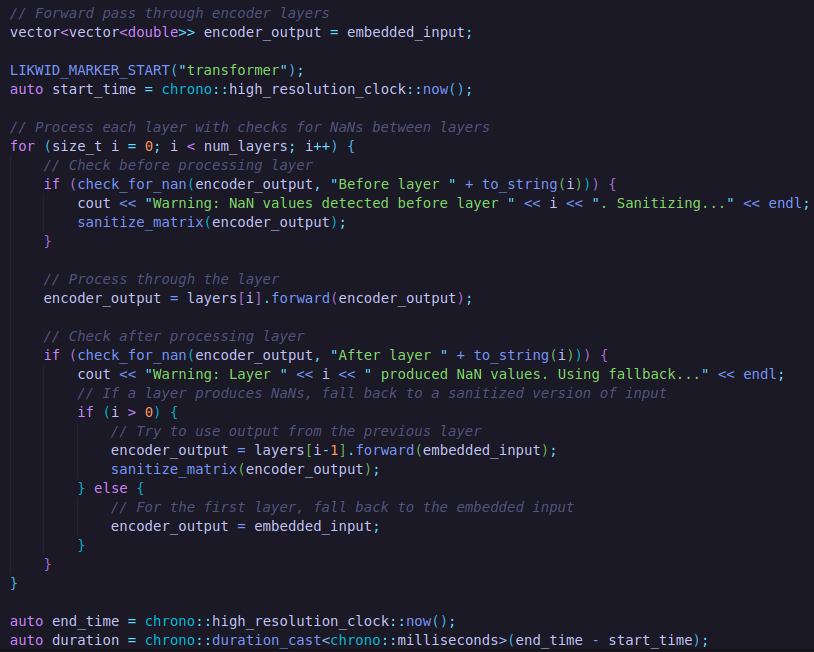 // Forward pass through encoder layers
vector<vector<double>> encoder_output = embedded_input;

LIKWID_MARKER_START("transformer");
auto start_time = chrono::high_resolution_clock::now();

// Process each layer with checks for NaNs between layers
for (size_t i = 0; i < num_layers; i++) {
    // Check before processing layer
    if (check_for_nan(encoder_output, "Before layer " + to_string(i))) {
        cout << "Warning: NaN values detected before layer " << i << ". Sanitizing..." << endl;
        sanitize_matrix(encoder_output);
    }

    // Process through the layer
    encoder_output = layers[i].forward(encoder_output);

    // Check after processing layer
    if (check_for_nan(encoder_output, "After layer " + to_string(i))) {
        cout << "Warning: Layer " << i << " produced NaN values. Using fallback..." << endl;
        // If a layer produces NaNs, fall back to a sanitized version of input
        if (i > 0) {
            // Try to use output from the previous layer
            encoder_output = layers[i-1].forward(embedded_input);
            sanitize_matrix(encoder_output);
        } else {
            // For the first layer, fall back to the embedded input
            encoder_output = embedded_input;
        }
    }
}

auto end_time = chrono::high_resolution_clock::now();
auto duration = chrono::duration_cast<chrono::milliseconds>(end_time - start_time);